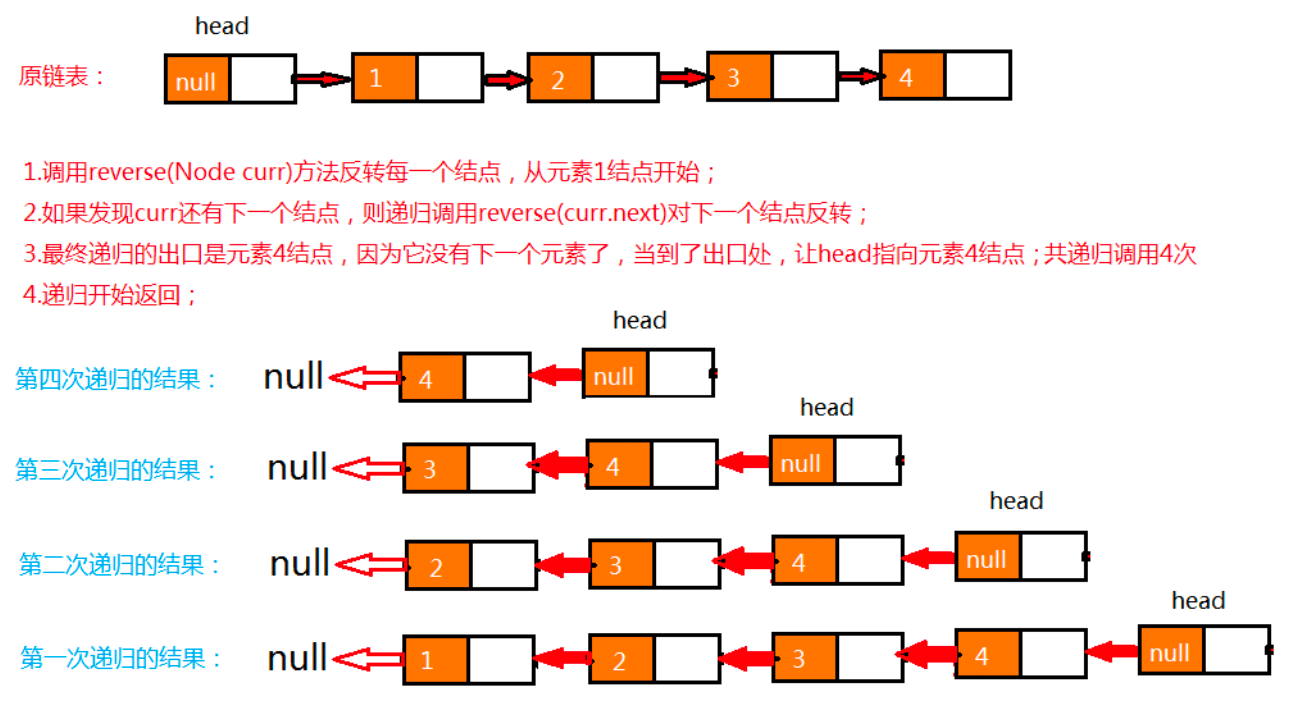 head
原链表： null 1 2 3 4
1.调用reverse(Node curr)方法反转每一个结点，从元素1结点开始；
2.如果发现curr还有下一个结点，则递归调用reverse(curr.next)对下一个结点反转；
3.最终递归的出口是元素4结点，因为它没有下一个元素了，当到了出口处，让head指向元素4结点；共递归调用4次
4.递归开始返回；
head
第四次递归的结果： null 4 null
head
第三次递归的结果： null 3 4 null
head
第二次递归的结果： null 2 3 4 null
head
第一次递归的结果： null 1 2 3 4 null